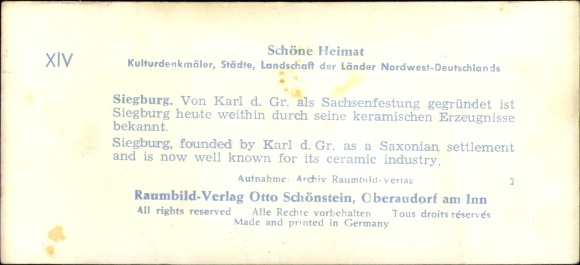 XIV
Schöne Heimat
Kulturdenkmäler, Städte, Landschaft der Länder Nordwest-Deutschlands
Siegburg. Von Karl d. Gr. als Sachsenfestung gegründet ist
Siegburg heute weithin durch seine keramischen Erzeugnisse
bekannt.
Siegburg, founded by Karl d. Gr. as a Saxonian settlement
and is now well known for its ceramic industry.
Aufnahme: Archiv Raumbild-Verlag 2
Raumbild-Verlag Otto Schönstein, Oberaudorf am Inn
All rights reserved Alle Rechte vorbehalten Tous droits réservés
Made and printed in Germany